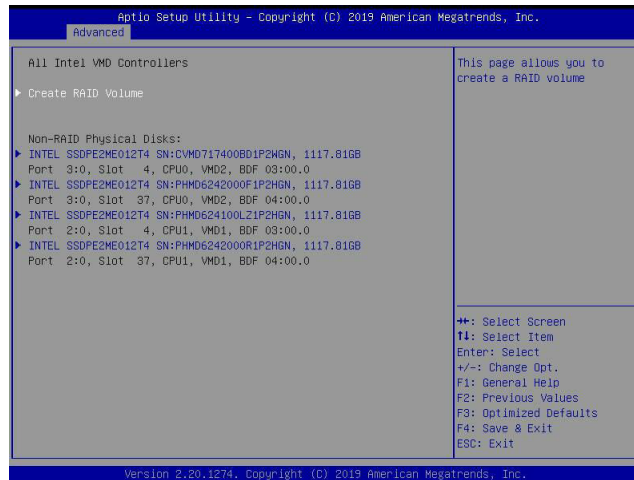 Aptio Setup Utility – Copyright (C) 2019 American Megatrends, Inc.
Advanced
All Intel VMD Controllers
Create RAID Volume
Non-RAID Physical Disks:
INTEL SSDPE2ME012T4 SN:CVMD717400BD1P2WGN, 1117.81GB
Port 3:0, Slot 4, CPU0, VMD2, BDF 03:00.0
INTEL SSDPE2ME012T4 SN:PHMD6242000F1P2HGN, 1117.81GB
Port 3:0, Slot 37, CPU0, VMD2, BDF 04:00.0
INTEL SSDPE2ME012T4 SN:PHMD624100LZ1P2HGN, 1117.81GB
Port 2:0, Slot 4, CPU1, VMD1, BDF 03:00.0
INTEL SSDPE2ME012T4 SN:PHMD6242000R1P2HGN, 1117.81GB
Port 2:0, Slot 37, CPU1, VMD1, BDF 04:00.0
This page allows you to
create a RAID volume
→←: Select Screen
↑↓: Select Item
Enter: Select
+/-: Change Opt.
F1: General Help
F2: Previous Values
F3: Optimized Defaults
F4: Save & Exit
ESC: Exit
Version 2.20.1274. Copyright (C) 2019 American Megatrends, Inc.